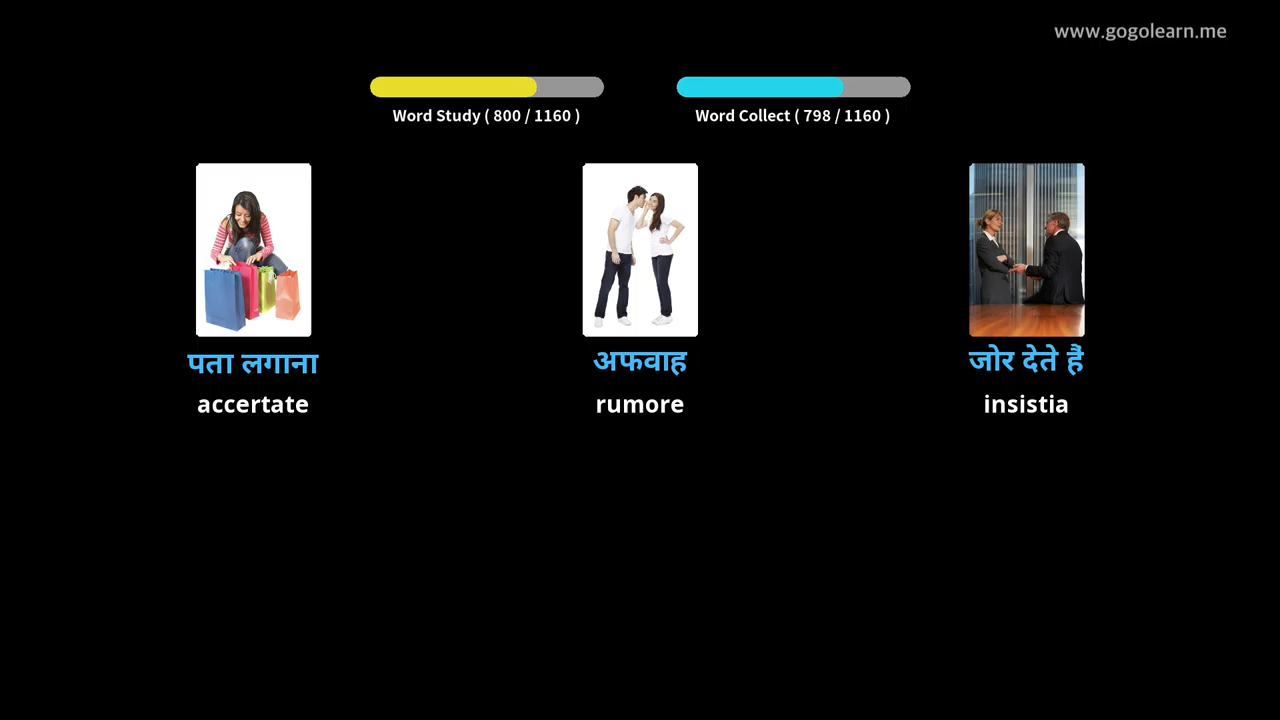 www.gogolearn.me
Word Study ( 800 / 1160 )
Word Collect ( 798 / 1160 )
पता लगाना
अफवाह
जोर देते हैं
accertate
rumore
insistia